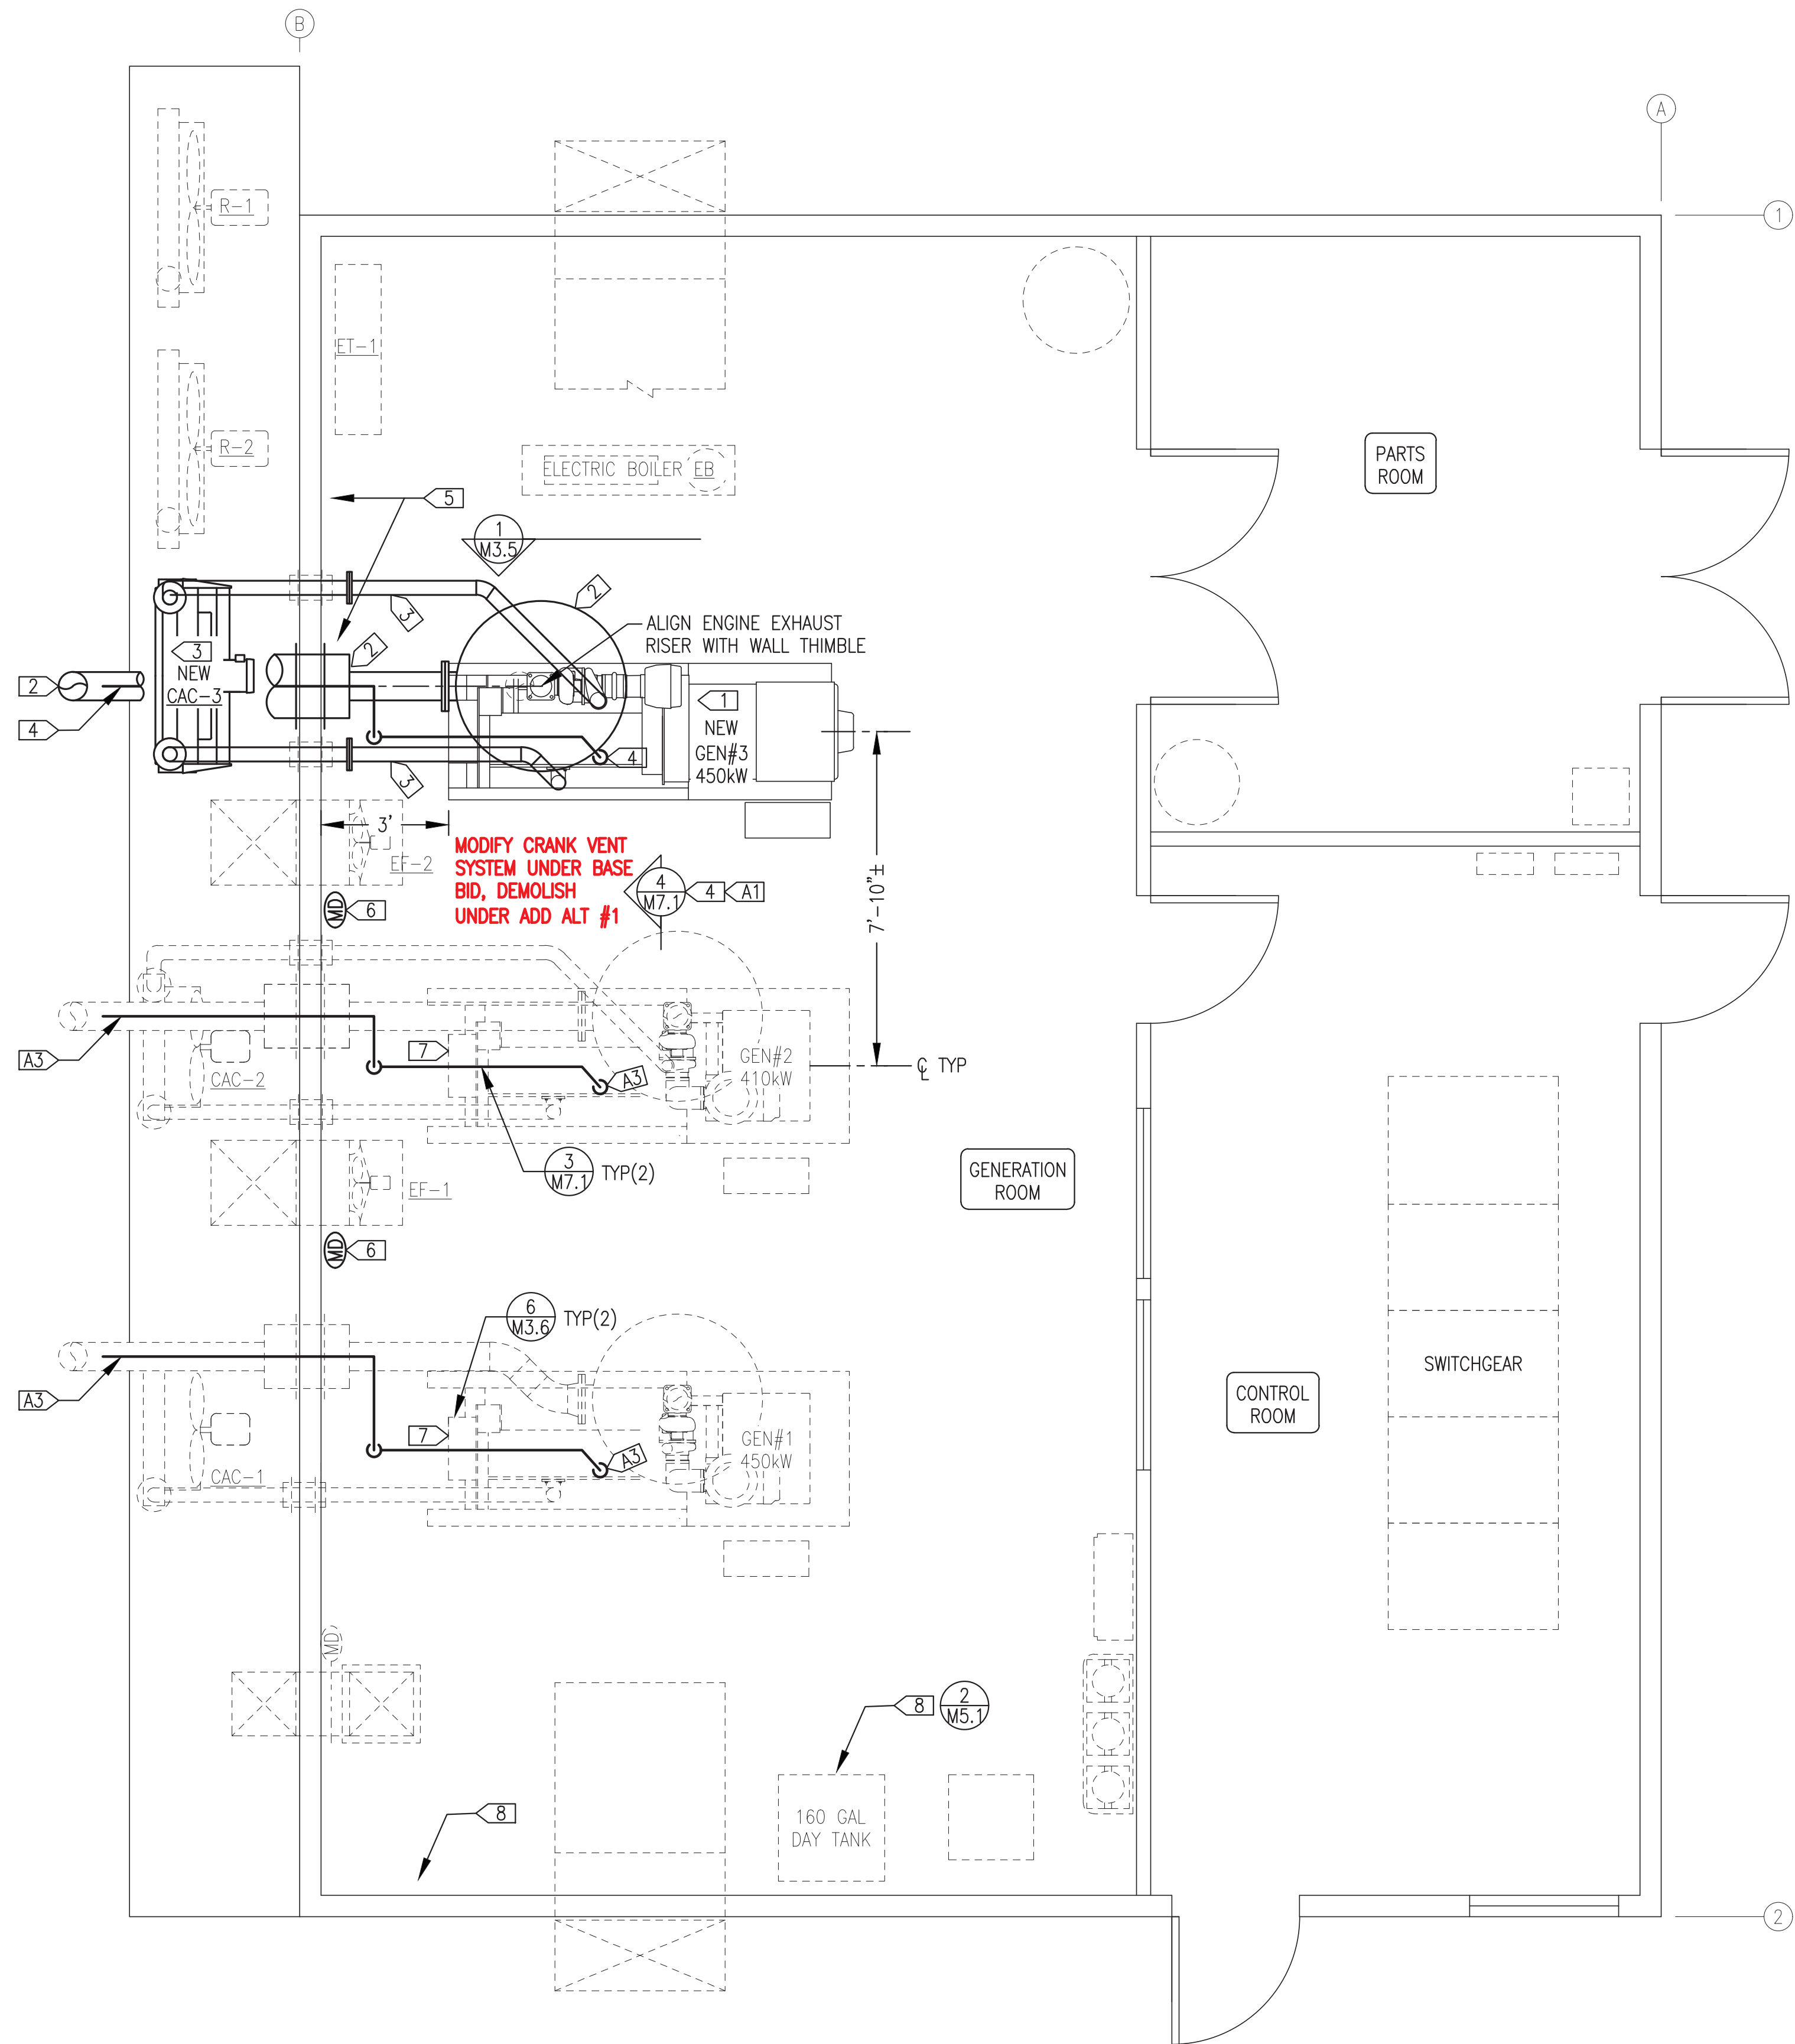 B
A
1
R-1
ET-1
R-2
ELECTRIC BOILER EB
PARTS
ROOM
5
1
M3.5
2
3
ALIGN ENGINE EXHAUST
RISER WITH WALL THIMBLE
2
3
NEW
CAC-3
2
4
1
NEW
GEN#3
450kW
4
3
3'
EF-2
MODIFY CRANK VENT
SYSTEM UNDER BASE
BID, DEMOLISH
UNDER ADD ALT #1
4
M7.1
4
A1
7'-10"±
MD
6
A3
CAC-2
7
GEN#2
410kW
A3
℄ TYP
3
M7.1
TYP(2)
EF-1
GENERATION
ROOM
MD
6
6
M3.6
TYP(2)
SWITCHGEAR
CONTROL
ROOM
A3
CAC-1
7
GEN#1
450kW
A3
MD
8
2
M5.1
8
160 GAL
DAY TANK
2